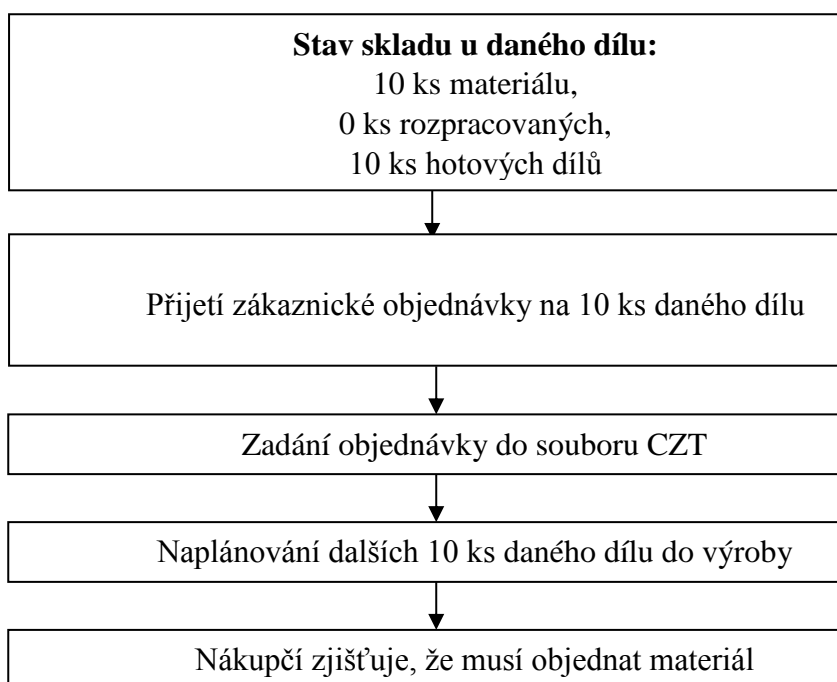 Stav skladu u daného dílu:
10 ks materiálu,
0 ks rozpracovaných,
10 ks hotových dílů
Přijetí zákaznické objednávky na 10 ks daného dílu
Zadání objednávky do souboru CZT
Naplánování dalších 10 ks daného dílu do výroby
Nákupčí zjišťuje, že musí objednat materiál